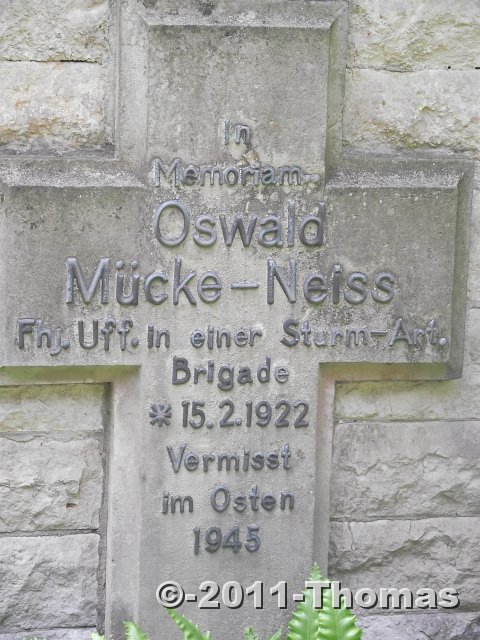 In
Memoriam
Oswald
Mücke-Neiss
Fhj. Uff. in einer Sturm-Art.
Brigade
* 15.2.1922
Vermisst
im Osten
1945
©-2011-Thomas